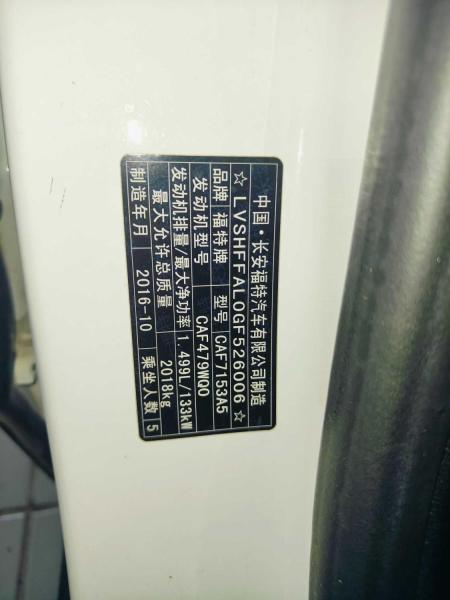 中国·长安福特汽车有限公司制造
☆LVSHFFAL0GF526006☆
品牌 福特牌 型号 CAF7153A5
发动机型号 CAF479WQ0
发动机排量/最大净功率 1.499L/133kW
最大允许总质量 2018kg
制造年月 2016-10 乘坐人数 5